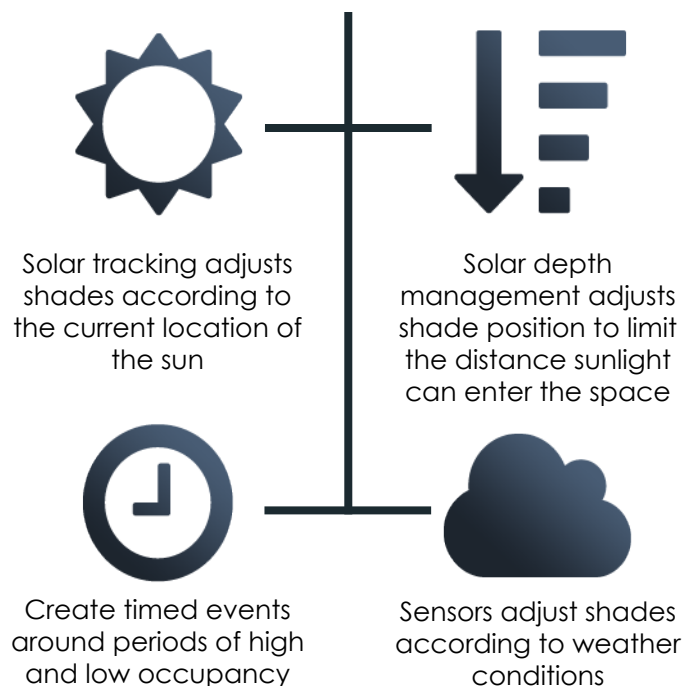 Solar tracking adjusts
shades according to
the current location of
the sun
Solar depth
management adjusts
shade position to limit
the distance sunlight
can enter the space
Create timed events
around periods of high
and low occupancy
Sensors adjust shades
according to weather
conditions